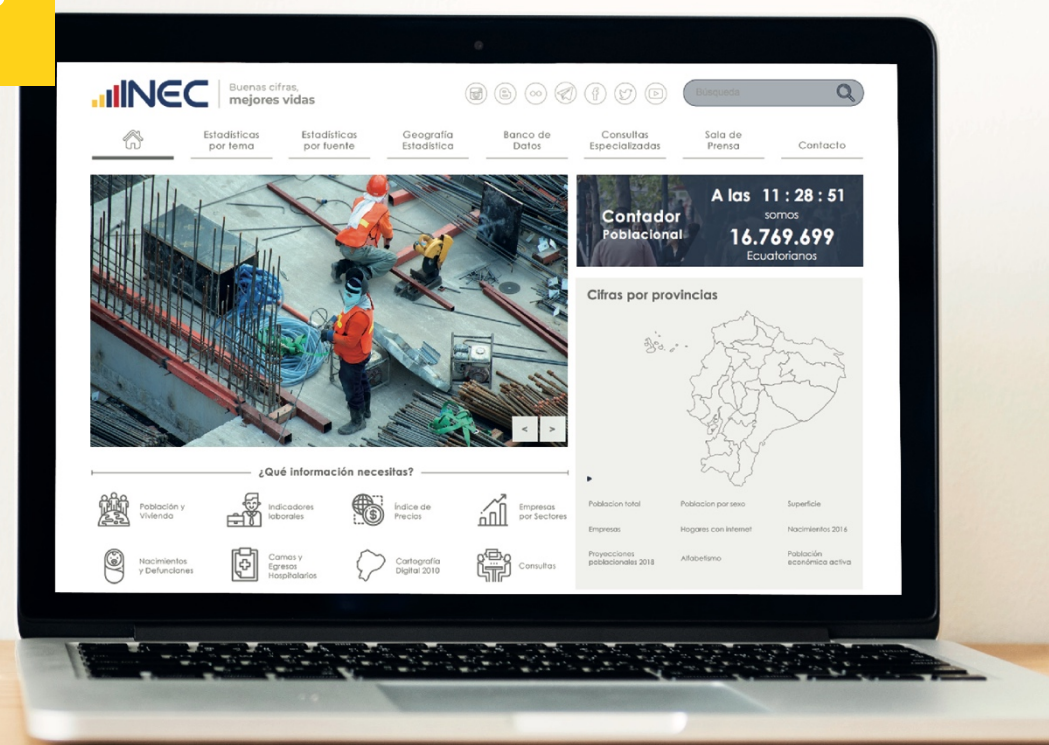 INEC
Buenas cifras,
mejores vidas
Búsqueda
Estadísticas
por tema
Estadísticas
por fuente
Geografía
Estadística
Banco de
Datos
Consultas
Especializadas
Sala de
Prensa
Contacto
Contador
Poblacional
A las 11 : 28 : 51
somos
16.769.699
Ecuatorianos
Cifras por provincias
< >
¿Qué información necesitas?
Población y
Vivienda
Indicadores
laborales
Índice de
Precios
Empresas
por Sectores
Nacimientos
y Defunciones
Camas y
Egresos
Hospitalarios
Cartografía
Digital 2010
Consultas
Poblacion total
Poblacion por sexo
Superficie
Empresas
Hogares con Internet
Nacimientos 2016
Proyecciones
poblacionales 2018
Alfabetismo
Población
económica activa